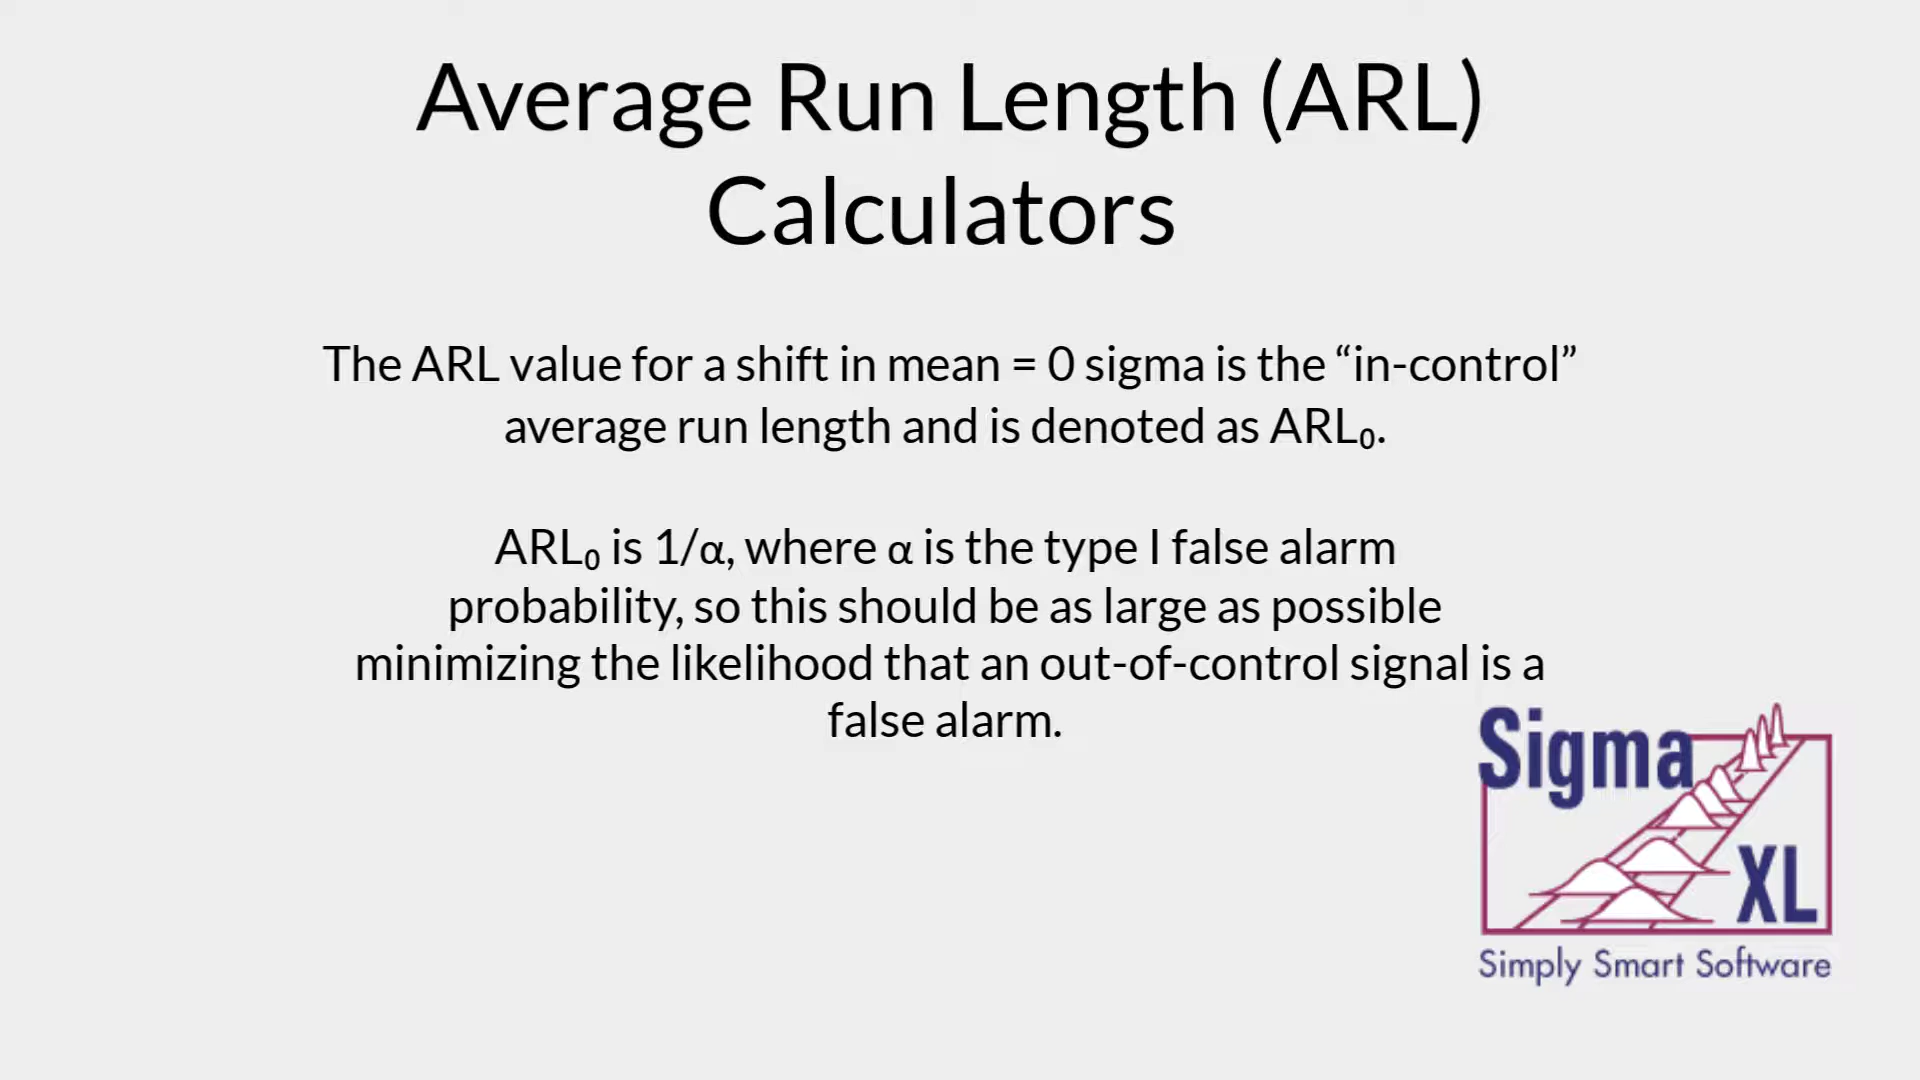 Average Run Length (ARL)
Calculators
The ARL value for a shift in mean = 0 sigma is the “in-control”
average run length and is denoted as ARL₀.
ARL₀ is 1/α, where α is the type I false alarm
probability, so this should be as large as possible
minimizing the likelihood that an out-of-control signal is a
false alarm.
Sigma
XL
Simply Smart Software